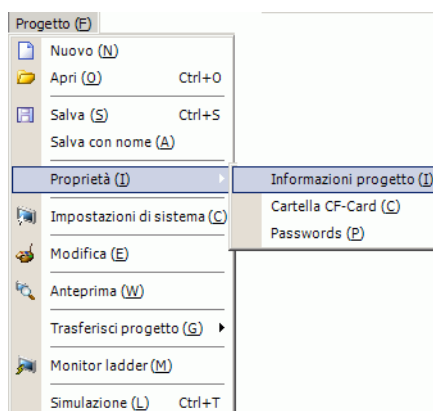 Progetto (F)
Nuovo (N)
Apri (O) Ctrl+O
Salva (S) Ctrl+S
Salva con nome (A)
Proprietà (I)
Informazioni progetto (I)
Impostazioni di sistema (C)
Cartella CF-Card (C)
Passwords (P)
Modifica (E)
Anteprima (W)
Trasferisci progetto (G)
Monitor ladder (M)
Simulazione (L) Ctrl+T